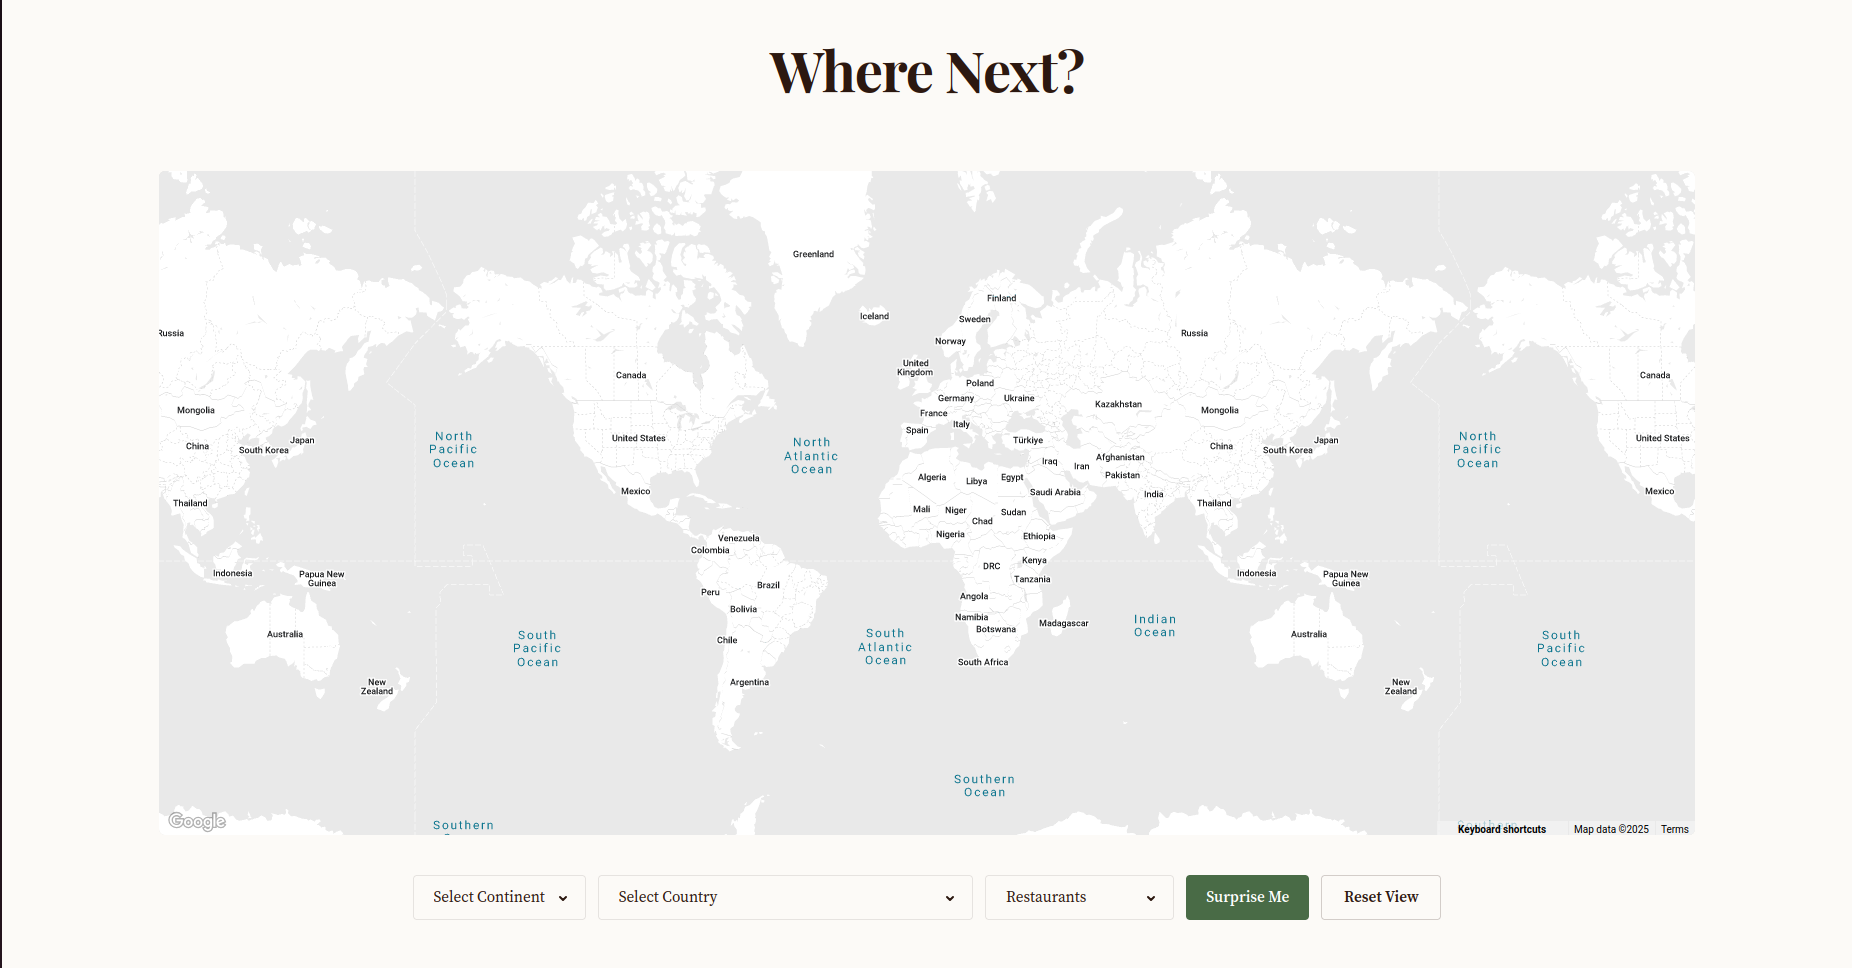 Where Next?
Greenland
Finland
Iceland
Sweden
Russia
Russia
Norway
United
Kingdom
Canada
Canada
Poland
Germany
Ukraine
Kazakhstan
Mongolia
Mongolia
France
Italy
Spain
North
Pacific
Ocean
United States
North
Atlantic
Ocean
Türkiye
China
South Korea
Japan
China
South Korea
Japan
North
Pacific
Ocean
United States
Iraq
Iran
Afghanistan
Pakistan
Algeria
Libya
Egypt
Saudi Arabia
India
Mexico
Mexico
Thailand
Thailand
Mali
Niger
Chad
Sudan
Nigeria
Ethiopia
Venezuela
Colombia
DRC
Kenya
Tanzania
Indonesia
Papua New
Guinea
Indonesia
Papua New
Guinea
Peru
Brazil
Bolivia
Angola
Namibia
Botswana
Madagascar
Indian
Ocean
Australia
South
Pacific
Ocean
Chile
South
Atlantic
Ocean
South Africa
Australia
South
Pacific
Ocean
New
Zealand
Argentina
New
Zealand
Southern
Ocean
Google
Southern
Southern
Keyboard shortcuts
Map data ©2025
Terms
Select Continent
Select Country
Restaurants
Surprise Me
Reset View